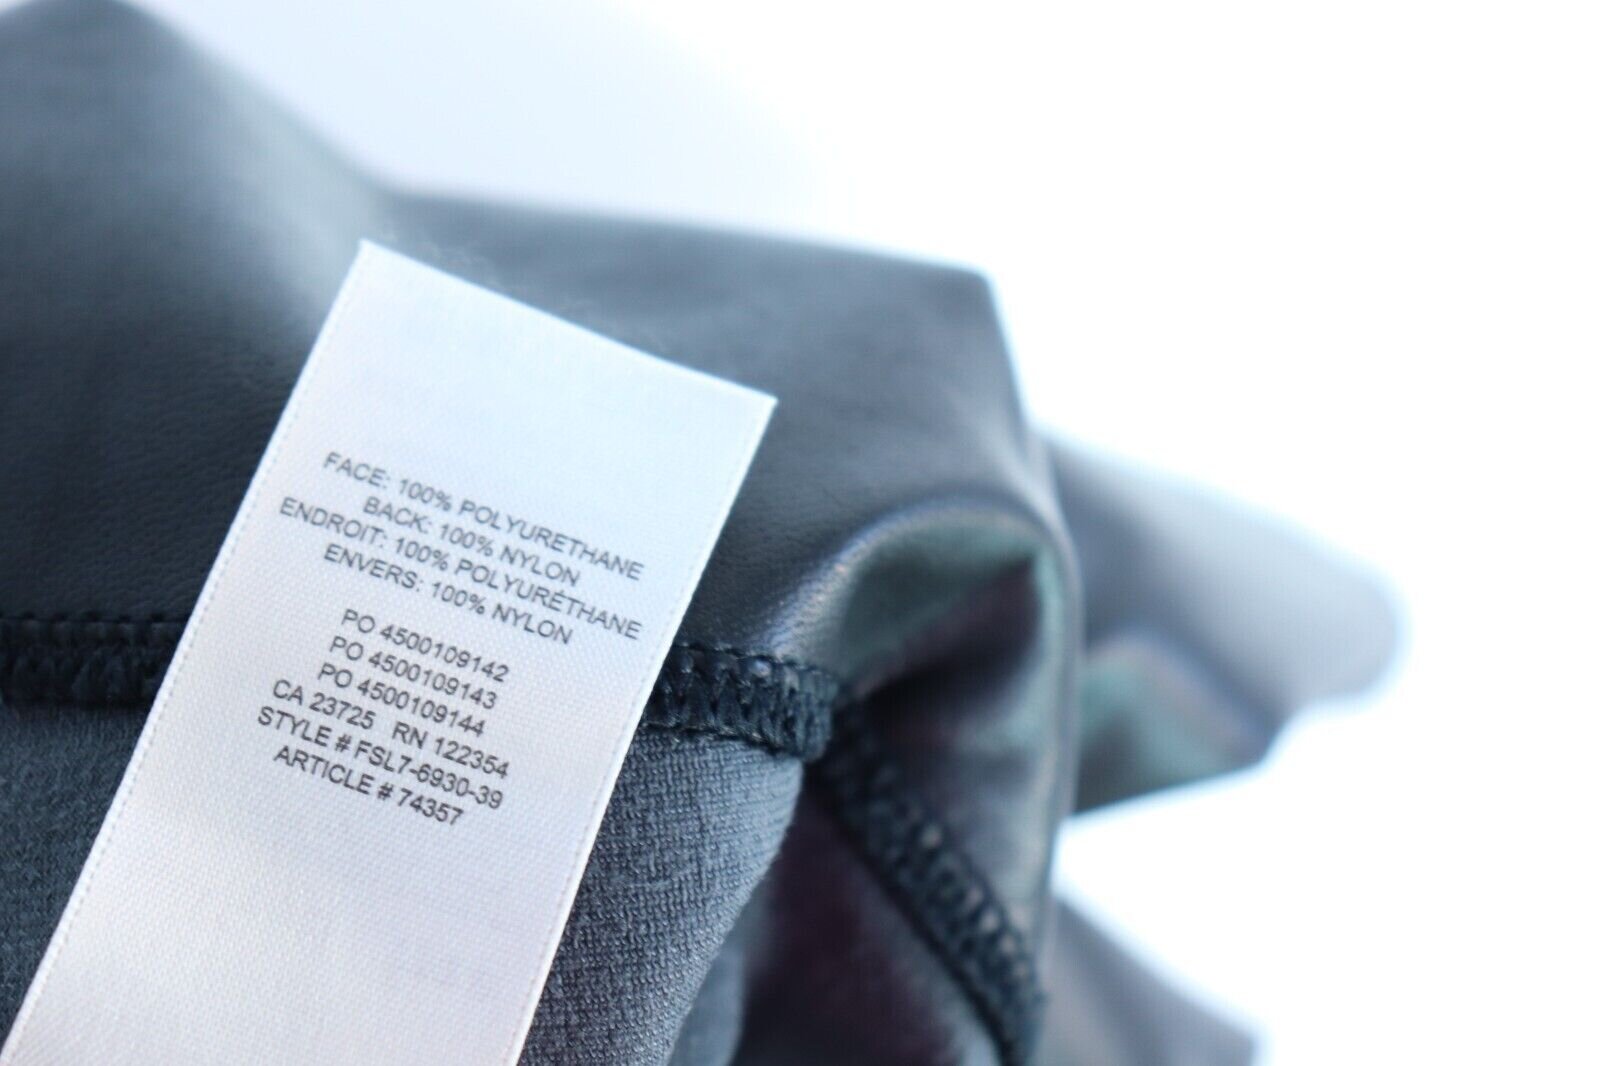 FACE: 100% POLYURETHANE
BACK: 100% NYLON
ENDROIT: 100% POLYURÉTHANE
ENVERS: 100% NYLON
PO 4500109142
PO 4500109143
PO 4500109144
CA 23725 RN 122354
STYLE # FSL7-6930-39
ARTICLE # 74357